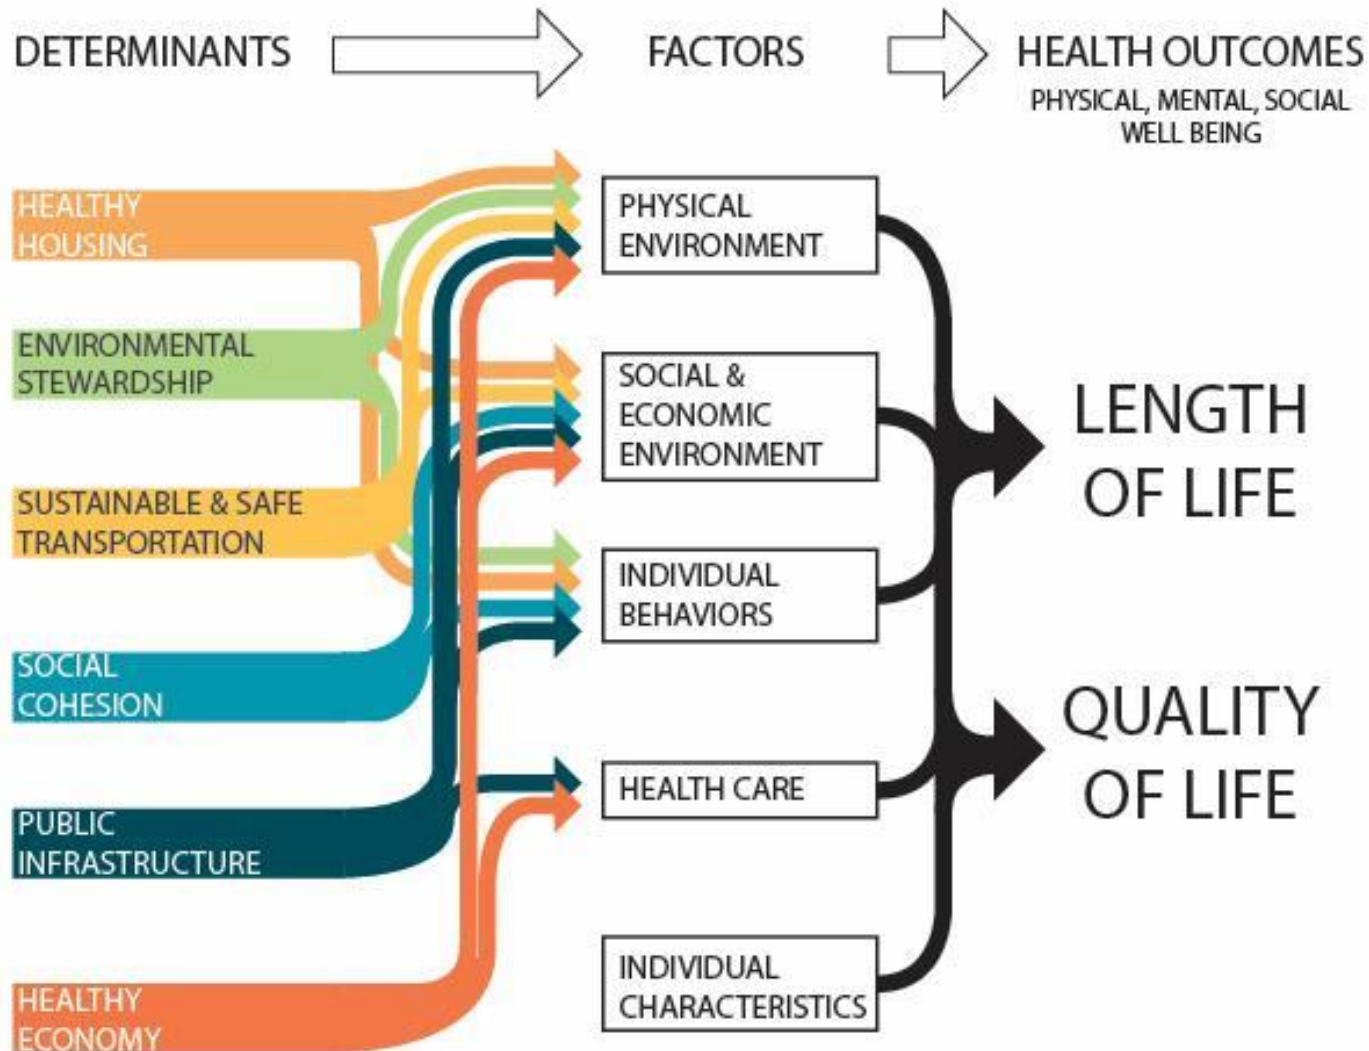 DETERMINANTS
FACTORS
HEALTH OUTCOMES
PHYSICAL, MENTAL, SOCIAL
WELL BEING
HEALTHY
HOUSING
ENVIRONMENTAL
STEWARDSHIP
SUSTAINABLE & SAFE
TRANSPORTATION
SOCIAL
COHESION
PUBLIC
INFRASTRUCTURE
HEALTHY
ECONOMY
PHYSICAL
ENVIRONMENT
SOCIAL &
ECONOMIC
ENVIRONMENT
INDIVIDUAL
BEHAVIORS
HEALTH CARE
INDIVIDUAL
CHARACTERISTICS
LENGTH
OF LIFE
QUALITY
OF LIFE